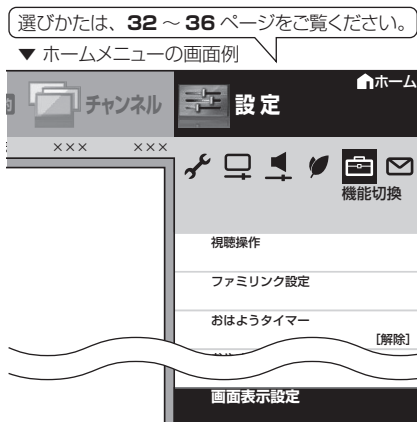 選びかたは、32 ～ 36 ページをご覧ください。
▼ ホームメニューの画面例
ホーム
チャンネル
設定
××× ×××
機能切換
視聴操作
ファミリンク設定
おはようタイマー
[解除]
画面表示設定